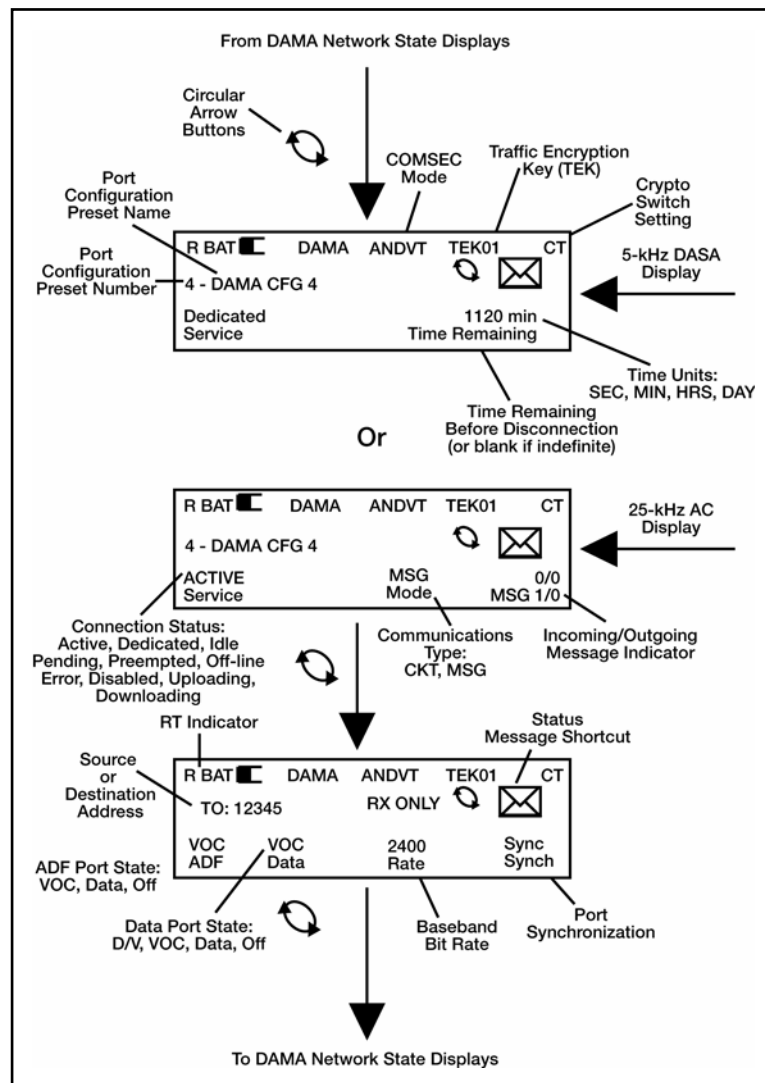 From DAMA Network State Displays
Circular
Arrow
Buttons
COMSEC
Mode
Traffic Encryption
Key (TEK)
Crypto
Switch
Setting
Port
Configuration
Preset Name
Port
Configuration
Preset Number
R BAT DAMA ANDVT TEK01 CT
4 - DAMA CFG 4
Dedicated
Service
1120 min
Time Remaining
5-kHz DASA
Display
Time Units:
SEC, MIN, HRS, DAY
Time Remaining
Before Disconnection
(or blank if indefinite)
Or
R BAT DAMA ANDVT TEK01 CT
4 - DAMA CFG 4
ACTIVE
Service
MSG
Mode
0/0
MSG 1/0
25-kHz AC
Display
Connection Status:
Active, Dedicated, Idle
Pending, Preempted, Off-line
Error, Disabled, Uploading,
Downloading
Communications
Type:
CKT, MSG
Incoming/Outgoing
Message Indicator
RT Indicator
Status
Message Shortcut
Source
or
Destination
Address
R BAT DAMA ANDVT TEK01 CT
TO: 12345 RX ONLY
VOC
ADF
VOC
Data
2400
Rate
Sync
Synch
ADF Port State:
VOC, Data, Off
Data Port State:
D/V, VOC, Data, Off
Baseband
Bit Rate
Port
Synchronization
To DAMA Network State Displays